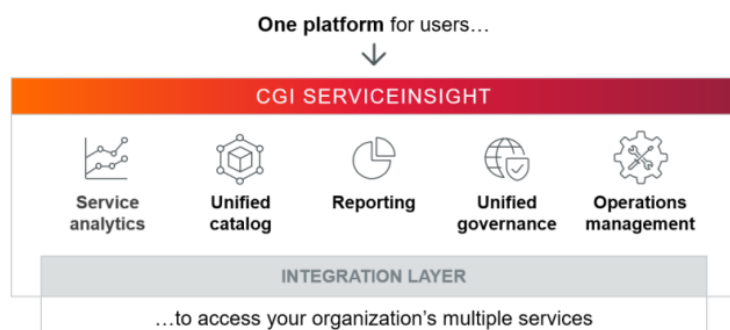 One platform for users...
CGI SERVICEINSIGHT
Service analytics
Unified catalog
Reporting
Unified governance
Operations management
INTEGRATION LAYER
...to access your organization's multiple services